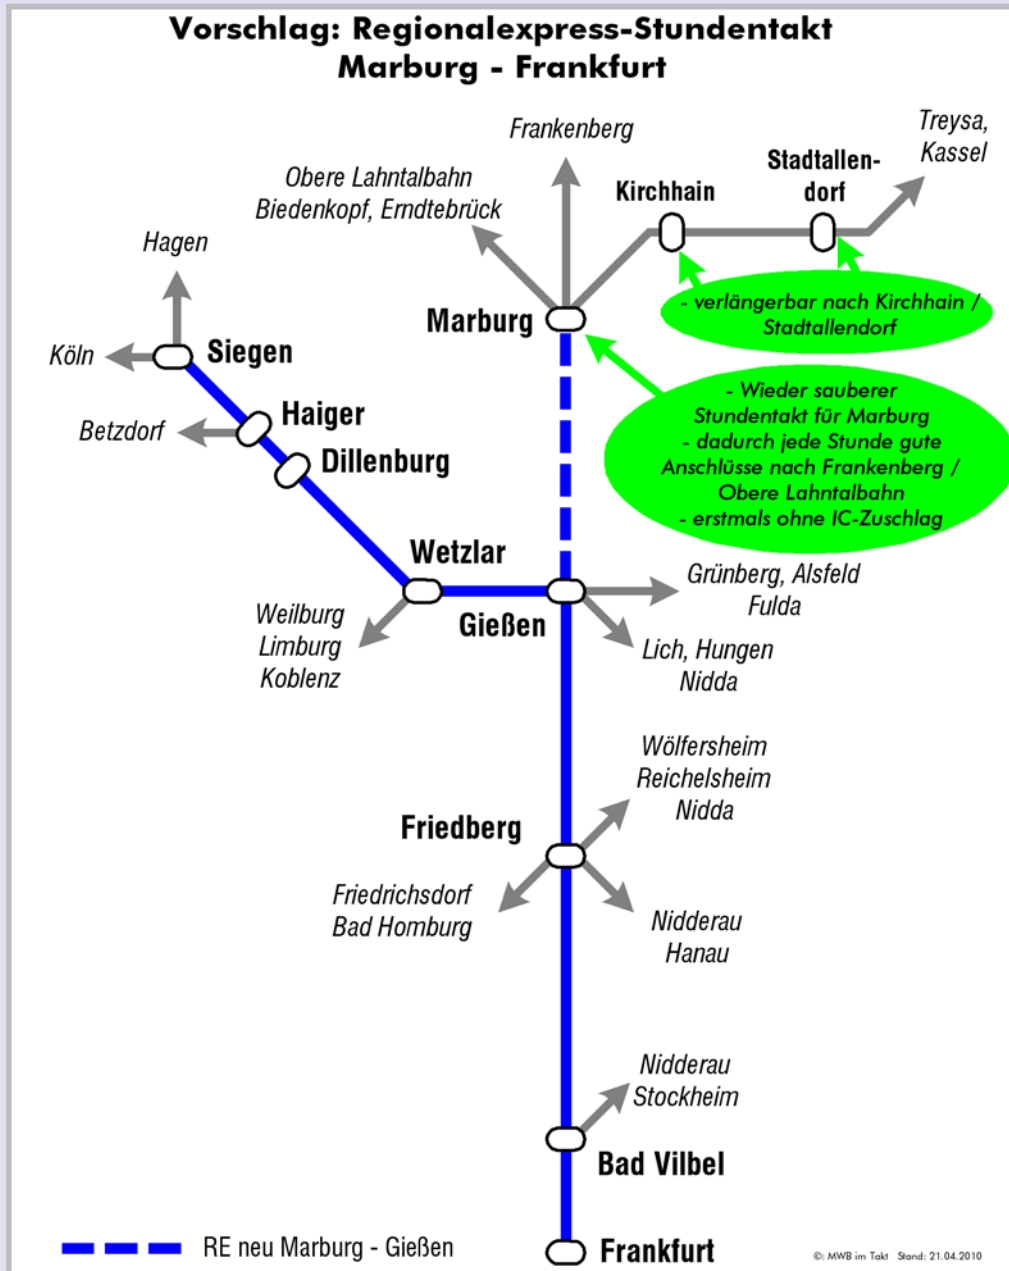 Vorschlag: Regionalexpress-Stundentakt
Marburg - Frankfurt
Frankenberg
Treysa,
Kassel
Obere Lahntalbahn
Biedenkopf, Erndtebrück
Kirchhain
Stadtallen-
dorf
Hagen
- verlängerbar nach Kirchhain /
Stadtallendorf
Marburg
Köln
Siegen
- Wieder sauberer
Stundentakt für Marburg
- dadurch jede Stunde gute
Anschlüsse nach Frankenberg /
Obere Lahntalbahn
- erstmals ohne IC-Zuschlag
Betzdorf
Haiger
Dillenburg
Wetzlar
Grünberg, Alsfeld
Fulda
Weilburg
Limburg
Koblenz
Gießen
Lich, Hungen
Nidda
Wölfersheim
Reichelsheim
Nidda
Friedberg
Friedrichsdorf
Bad Homburg
Nidderau
Hanau
Nidderau
Stockheim
Bad Vilbel
RE neu Marburg - Gießen
Frankfurt
©: MWB im Takt Stand: 21.04.2010